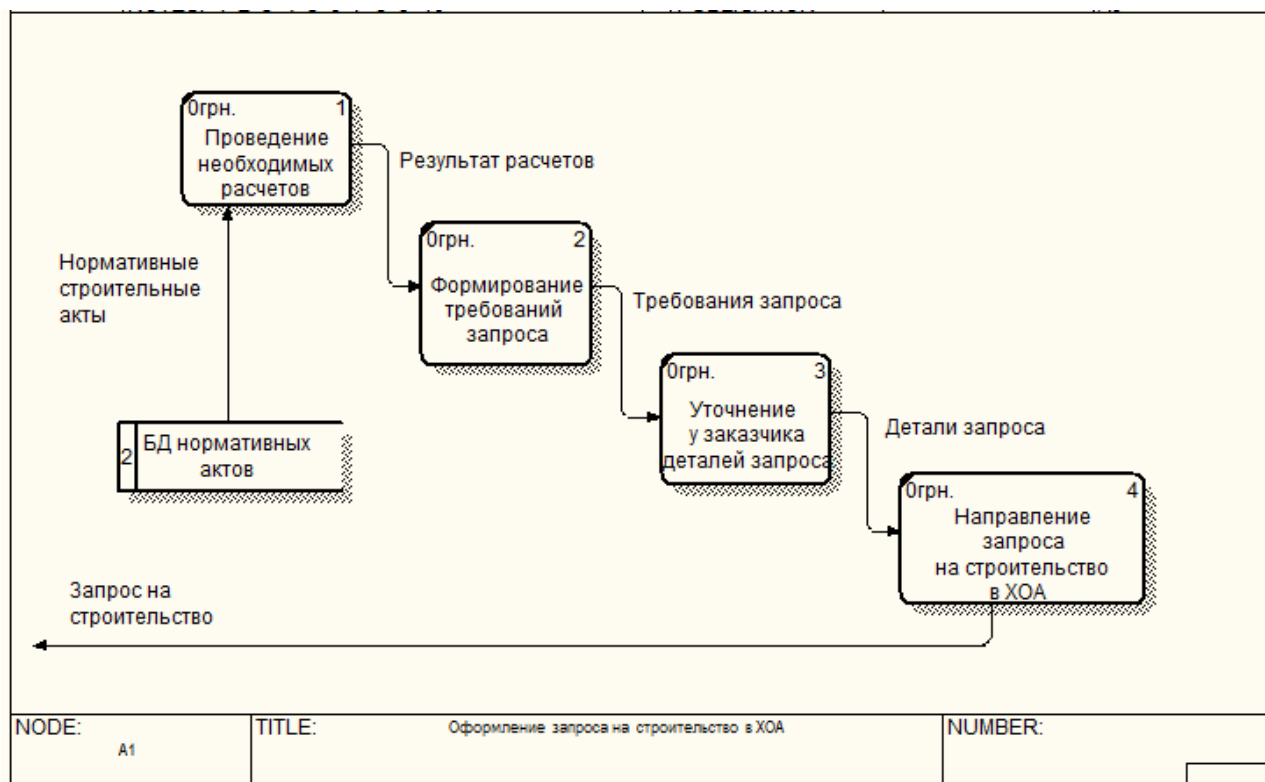 0грн. 1
Проведение
необходимых
расчетов
Результат расчетов
0грн. 2
Формирование
требований
запроса
Нормативные
строительные
акты
Требования запроса
0грн. 3
Уточнение
у заказчика
деталей запроса
Детали запроса
2
БД нормативных
актов
0грн. 4
Направление
запроса
на строительство
в ХОА
Запрос на
строительство
NODE:
A1
TITLE:
Оформление запроса на строительство в ХОА
NUMBER: